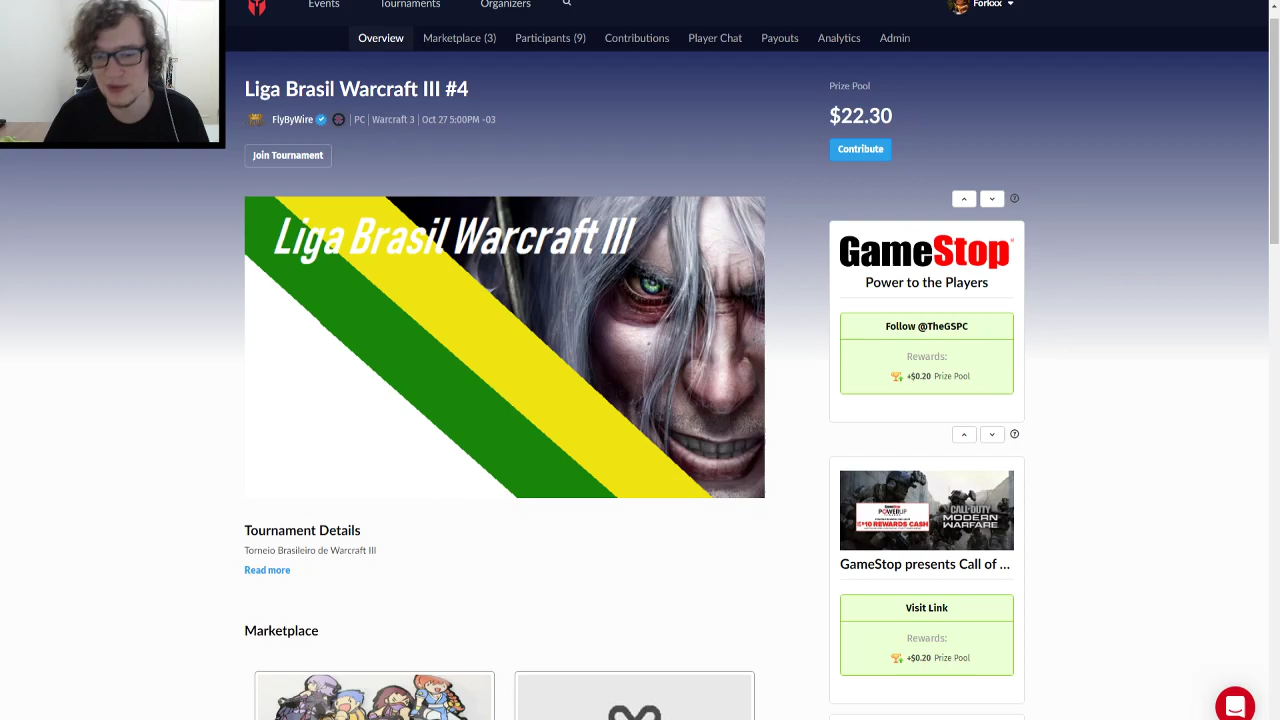 Events
Tournaments
Organizers
Forkxx
Overview
Marketplace (3)
Participants (9)
Contributions
Player Chat
Payouts
Analytics
Admin
Liga Brasil Warcraft III #4
FlyByWire | PC | Warcraft 3 | Oct 27 5:00PM -03
Join Tournament
Prize Pool
$22.30
Contribute
Liga Brasil Warcraft III
GameStop
Power to the Players
Follow @TheGSPC
Rewards:
+$0.20 Prize Pool
Tournament Details
Torneio Brasileiro de Warcraft III
Read more
Marketplace
POWERUP
$10 REWARDS CASH
CALL OF DUTY
MODERN
WARFARE
GameStop presents Call of ...
Visit Link
Rewards:
+$0.20 Prize Pool